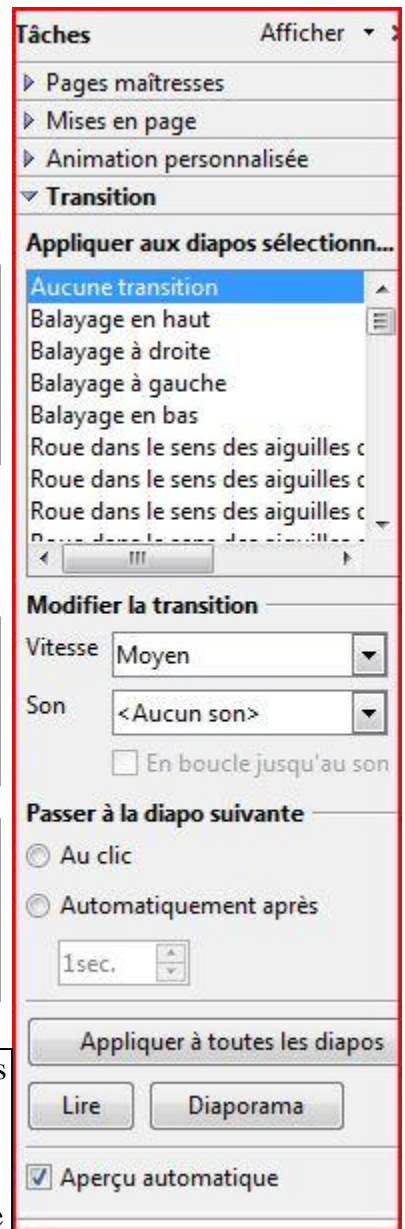 Tâches Afficher
Pages maîtresses
Mises en page
Animation personnalisée
Transition
Appliquer aux diapos sélectionn...
Aucune transition
Balayage en haut
Balayage à droite
Balayage à gauche
Balayage en bas
Roue dans le sens des aiguilles
Roue dans le sens des aiguilles
Roue dans le sens des aiguilles
Modifier la transition
Vitesse Moyen
Son <Aucun son>
En boucle jusqu'au son
Passer à la diapo suivante
Au clic
Automatiquement après
1sec.
Appliquer à toutes les diapos
Lire Diaporama
Aperçu automatique